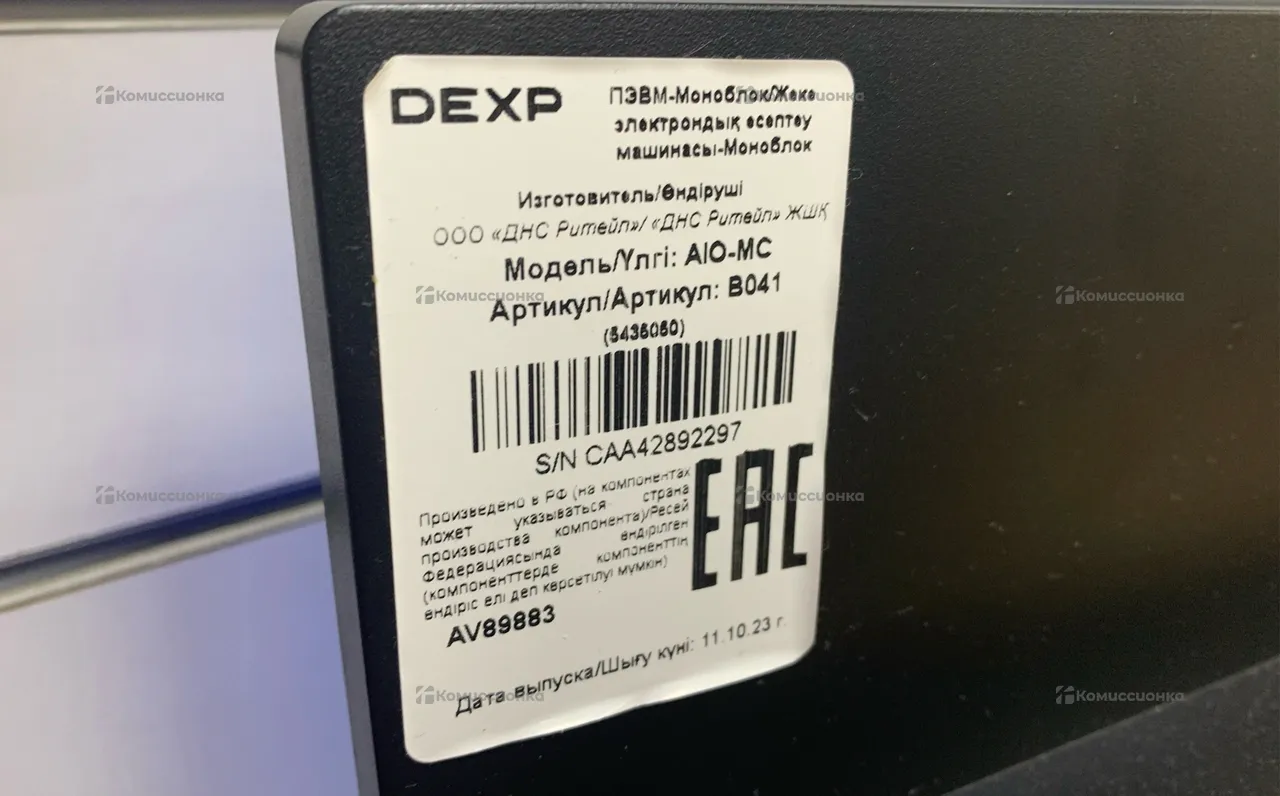 DEXP
ПЭВМ-Моноблок/Жеке
электрондық есептеу
машинасы-Моноблок
Изготовитель/Өндіруші
ООО «ДНС Ритейл»/ «ДНС Ритейл» ЖШҚ
Модель/Үлгі: AIO-MC
Артикул/Артикул: B041
(5436060)
S/N CAA42892297
Произведено в РФ (на компонентах
может указываться страна
производства компонента)/Ресей
Федерациясында өндірілген
(компоненттерде компоненттің
өндіріс елі деп көрсетілуі мүмкін)
EAC
AV89883
Дата выпуска/Шығу күні: 11.10.23 г.
Комиссионка
Комиссионка
Комиссионка
Комиссионка
Комиссионка
Комиссионка
Комиссионка
Комиссионка